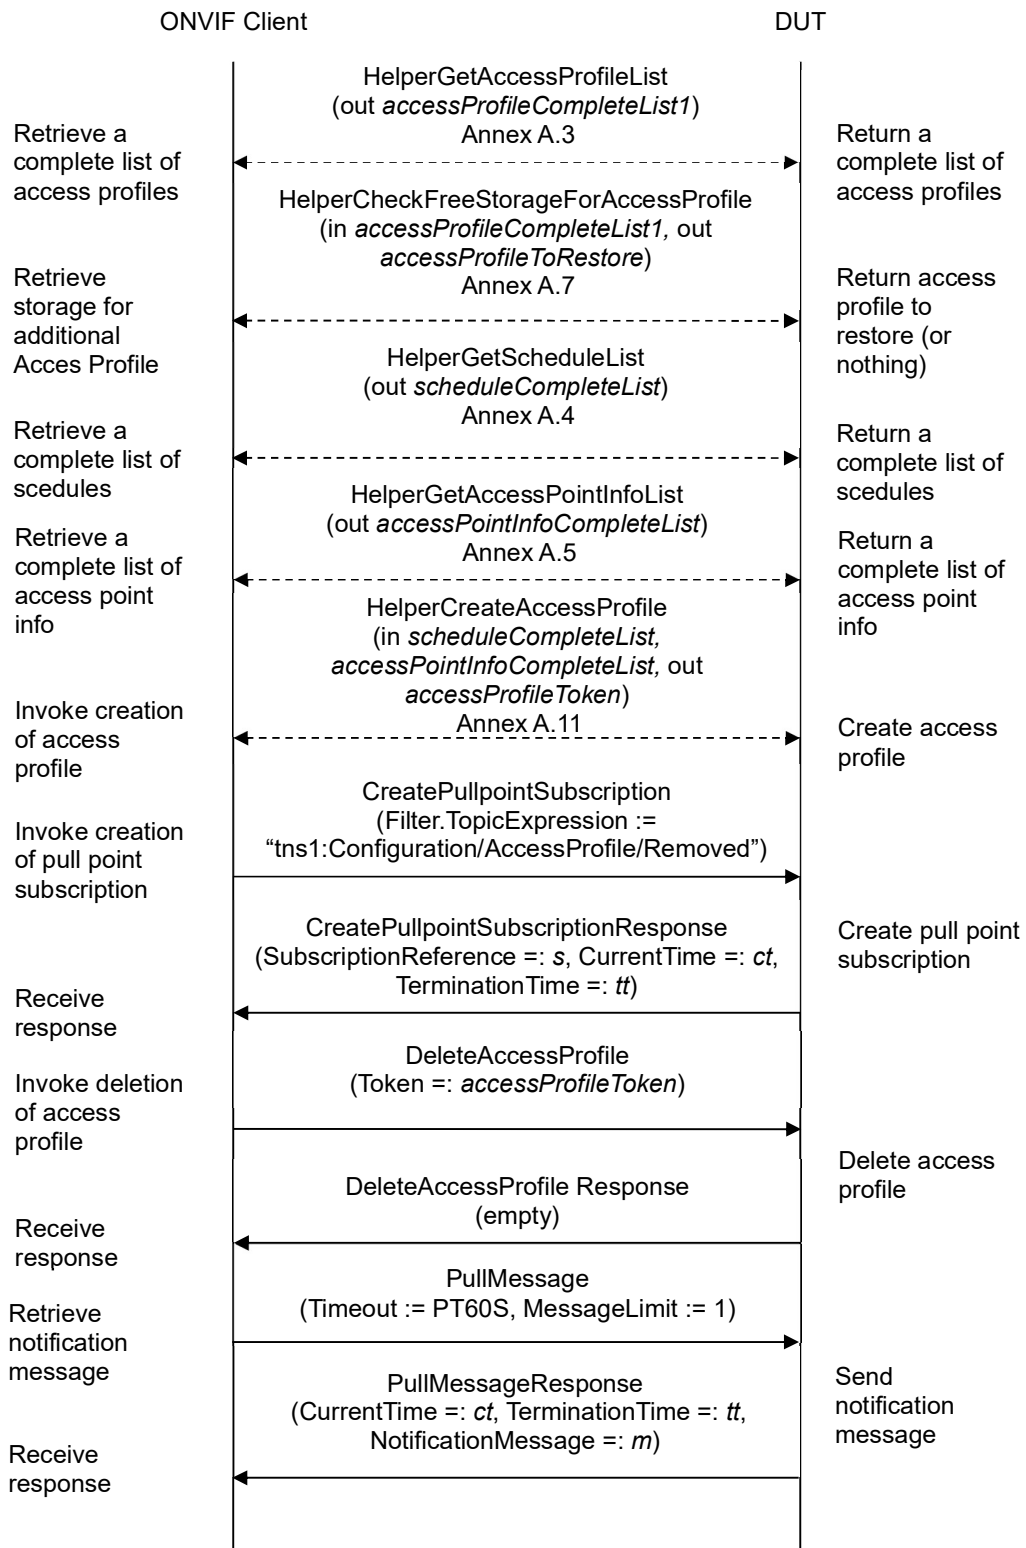 ONVIF Client
DUT
HelperGetAccessProfileList
(out accessProfileCompleteList1)
Annex A.3
Retrieve a
complete list of
access profiles
Return a
complete list of
access profiles
HelperCheckFreeStorageForAccessProfile
(in accessProfileCompleteList1, out
accessProfileToRestore)
Annex A.7
Retrieve
storage for
additional
Acces Profile
Return access
profile to
restore (or
nothing)
HelperGetScheduleList
(out scheduleCompleteList)
Annex A.4
Retrieve a
complete list of
scedules
Return a
complete list of
scedules
HelperGetAccessPointInfoList
(out accessPointInfoCompleteList)
Annex A.5
Retrieve a
complete list of
access point
info
Return a
complete list of
access point
info
HelperCreateAccessProfile
(in scheduleCompleteList,
accessPointInfoCompleteList, out
accessProfileToken)
Annex A.11
Invoke creation
of access
profile
Create access
profile
CreatePullpointSubscription
(Filter.TopicExpression :=
“tns1:Configuration/AccessProfile/Removed”)
Invoke creation
of pull point
subscription
CreatePullpointSubscriptionResponse
(SubscriptionReference =: s, CurrentTime =: ct,
TerminationTime =: tt)
Create pull point
subscription
Receive
response
DeleteAccessProfile
(Token =: accessProfileToken)
Invoke deletion
of access
profile
Delete access
profile
DeleteAccessProfile Response
(empty)
Receive
response
PullMessage
(Timeout := PT60S, MessageLimit := 1)
Retrieve
notification
message
PullMessageResponse
(CurrentTime =: ct, TerminationTime =: tt,
NotificationMessage =: m)
Send
notification
message
Receive
response